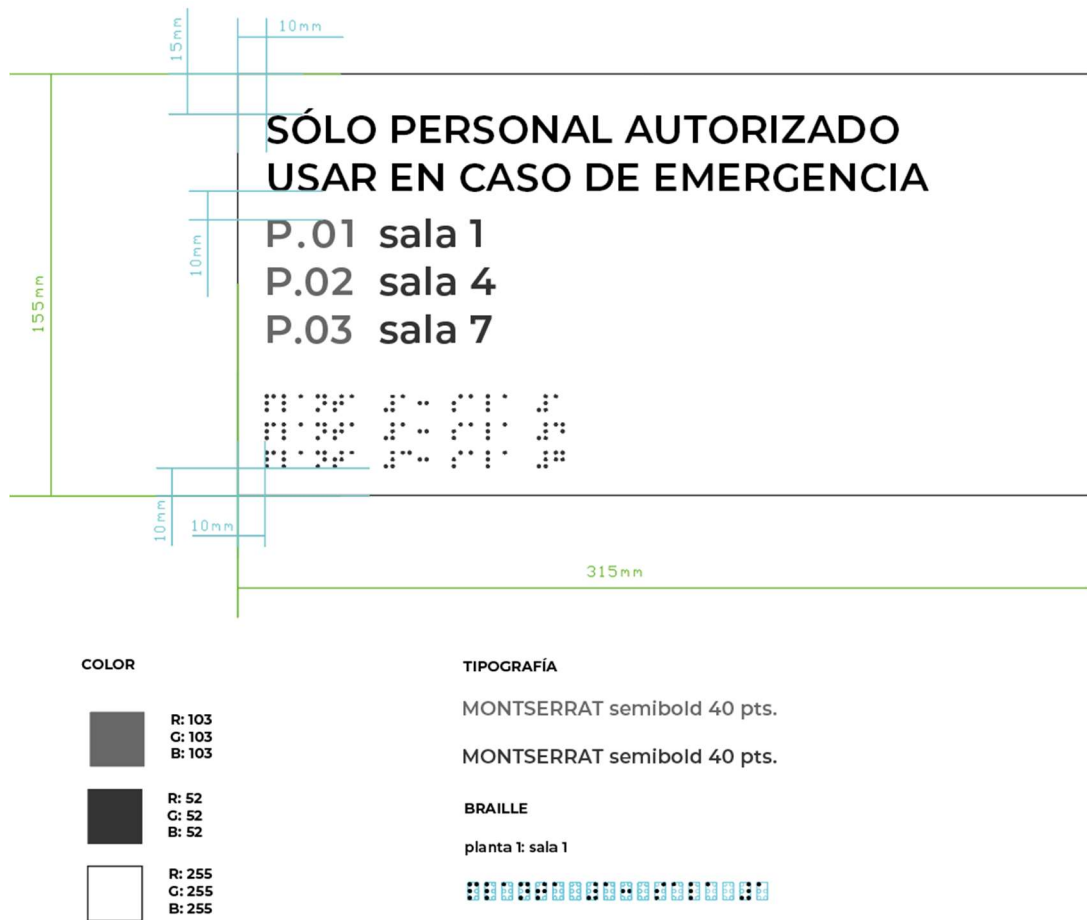 15mm
10mm
SÓLO PERSONAL AUTORIZADO
USAR EN CASO DE EMERGENCIA
10mm
P.01 sala 1
P.02 sala 4
P.03 sala 7
155mm
10mm
10mm
315mm
COLOR
R: 103
G: 103
B: 103
R: 52
G: 52
B: 52
R: 255
G: 255
B: 255
TIPOGRAFÍA
MONTSERRAT semibold 40 pts.
MONTSERRAT semibold 40 pts.
BRAILLE
planta 1: sala 1